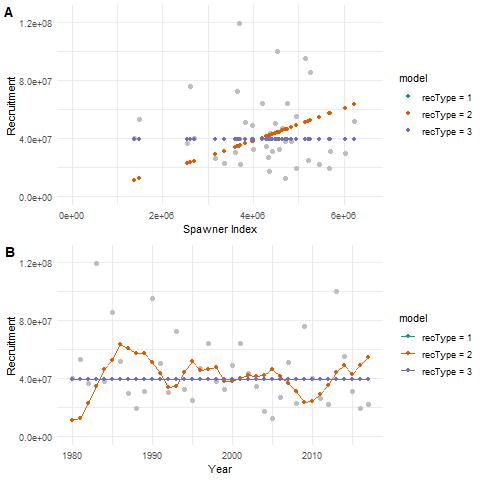 A
1.2e+08
8.0e+07
4.0e+07
0.0e+00
Recruitment
0e+00 2e+06 4e+06 6e+06
Spawner Index
model
recType = 1
recType = 2
recType = 3
B
1.2e+08
8.0e+07
4.0e+07
0.0e+00
Recruitment
1980 1990 2000 2010
Year
model
recType = 1
recType = 2
recType = 3